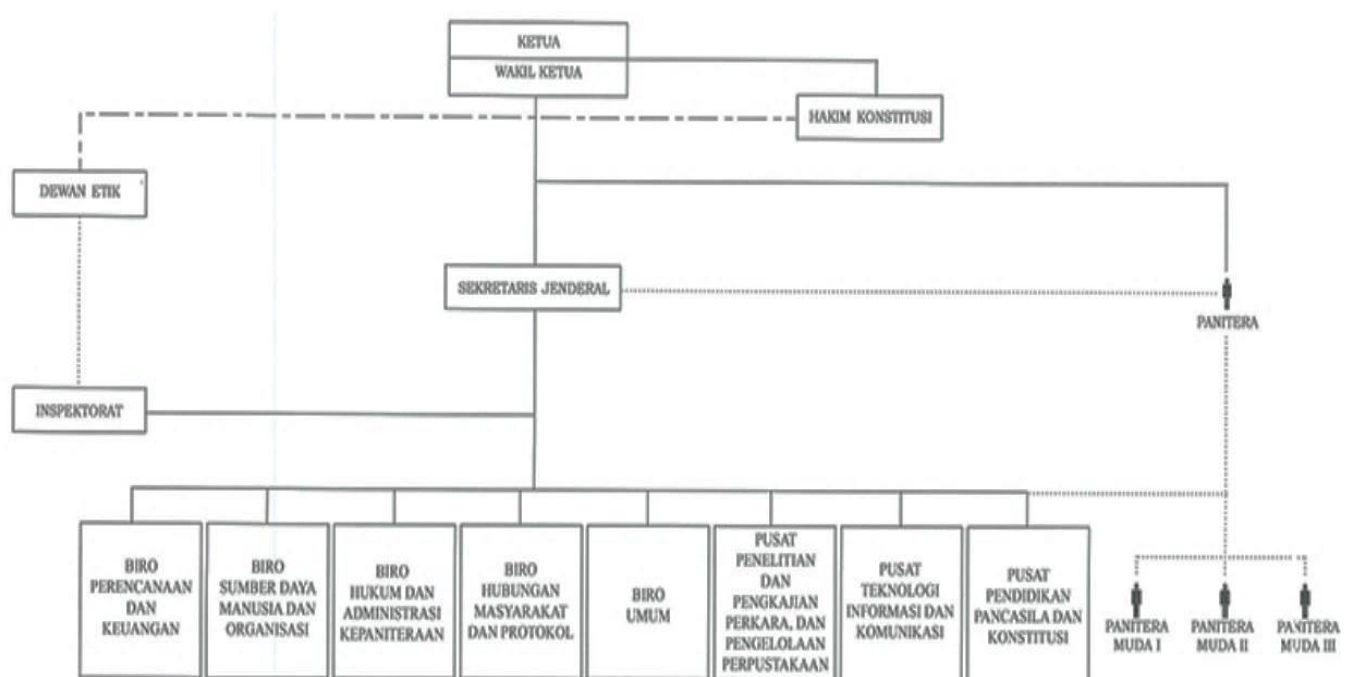 KETUA
WAKIL KETUA
HAKIM KONSTITUSI
DEWAN ETIK
SEKRETARIS JENDERAL
PANITERA
INSPEKTORAT
BIRO
PERENCANAAN
DAN
KEUANGAN
BIRO
SUMBER DAYA
MANUSIA DAN
ORGANISASI
BIRO
HUKUM DAN
ADMINISTRASI
KEPANITERAAN
BIRO
HUBUNGAN
MASYARAKAT
DAN PROTOKOL
BIRO
UMUM
PUSAT
PENELITIAN
DAN
PENGKAJIAN
PERKARA, DAN
PENGELOLAAN
PERPUSTAKAAN
PUSAT
TEKNOLOGI
INFORMASI DAN
KOMUNIKASI
PUSAT
PENDIDIKAN
PANCASILA DAN
KONSTITUSI
PANITERA
MUDA I
PANITERA
MUDA II
PANITERA
MUDA III